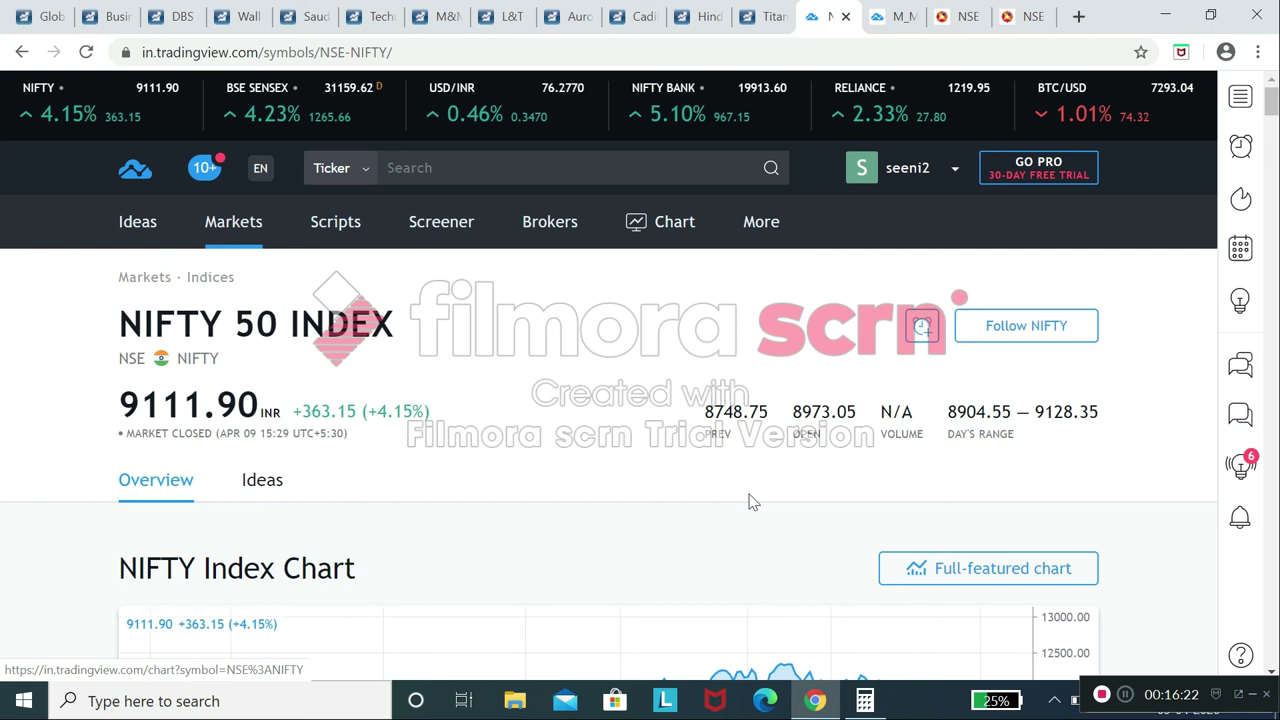 Glob
Busir
DBS
Wall
Saud
Tech
M&M
L&T
Auro
Cadi
Hind
Titan
N
M_M
NSE
NSE
in.tradingview.com/symbols/NSE-NIFTY/
NIFTY 9111.90
4.15% 363.15
BSE SENSEX 31159.62 D
4.23% 1265.66
USD/INR 76.2770
0.46% 0.3470
NIFTY BANK 19913.60
5.10% 967.15
RELIANCE 1219.95
2.33% 27.80
BTC/USD 7293.04
1.01% 74.32
10+
EN
Ticker
Search
S seeni2
GO PRO
30-DAY FREE TRIAL
Ideas Markets Scripts Screener Brokers Chart More
Markets · Indices
filmora scrn
NIFTY 50 INDEX
Follow NIFTY
NSE NIFTY
Created with
9111.90 INR +363.15 (+4.15%)
8748.75 8973.05 N/A 8904.55 — 9128.35
• MARKET CLOSED (APR 09 15:29 UTC+5:30)
PREV OPEN VOLUME DAY'S RANGE
Filmora scrn Trial Version
6
Overview Ideas
NIFTY Index Chart
Full-featured chart
9111.90 +363.15 (+4.15%)
13000.00
12500.00
https://in.tradingview.com/chart?symbol=NSE%3ANIFTY
Type here to search
L
25%
00:16:22